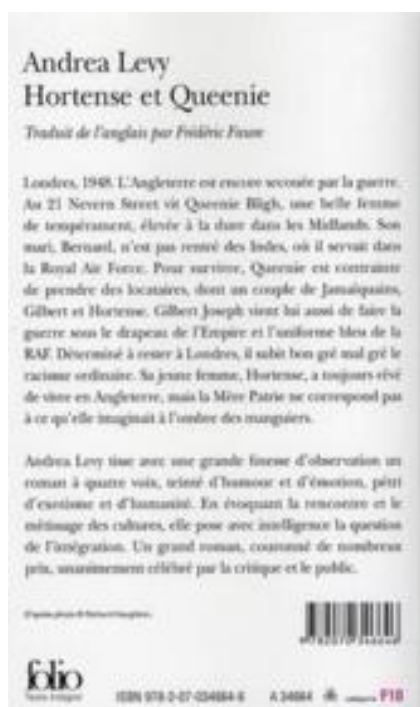 Andrea Levy
Hortense et Queenie
Traduit de l'anglais par Frédéric Faure
Londres, 1948. L'Angleterre est encore secouée par la guerre.
Au 21 Nevern Street vit Queenie Bligh, une belle femme
de tempérament, élevée à la dure dans les Midlands. Son
mari, Bernard, n'est pas rentré des Indes, où il servait dans
la Royal Air Force. Pour survivre, Queenie est contrainte
de prendre des locataires, dont un couple de Jamaïquains,
Gilbert et Hortense. Gilbert Joseph vient lui aussi de faire la
guerre sous le drapeau de l'Empire et l'uniforme bleu de la
RAF. Déterminé à rester à Londres, il subit bon gré mal gré le
racisme ordinaire. Sa jeune femme, Hortense, a toujours rêvé
de vivre en Angleterre, mais la Mère Patrie ne correspond pas
à ce qu'elle imaginait à l'ombre des manguiers.
Andrea Levy tisse avec une grande finesse d'observation un
roman à quatre voix, teinté d'humour et d'émotion, pétri
d'exotisme et d'humanité. En évoquant la rencontre et le
métissage des cultures, elle pose avec intelligence la question
de l'intégration. Un grand roman, couronné de nombreux
prix, unanimement célébré par la critique et le public.
D'après photo ©
folio
Texte intégral
ISBN 978-2-07-034664-6 A 34664 catégorie F10